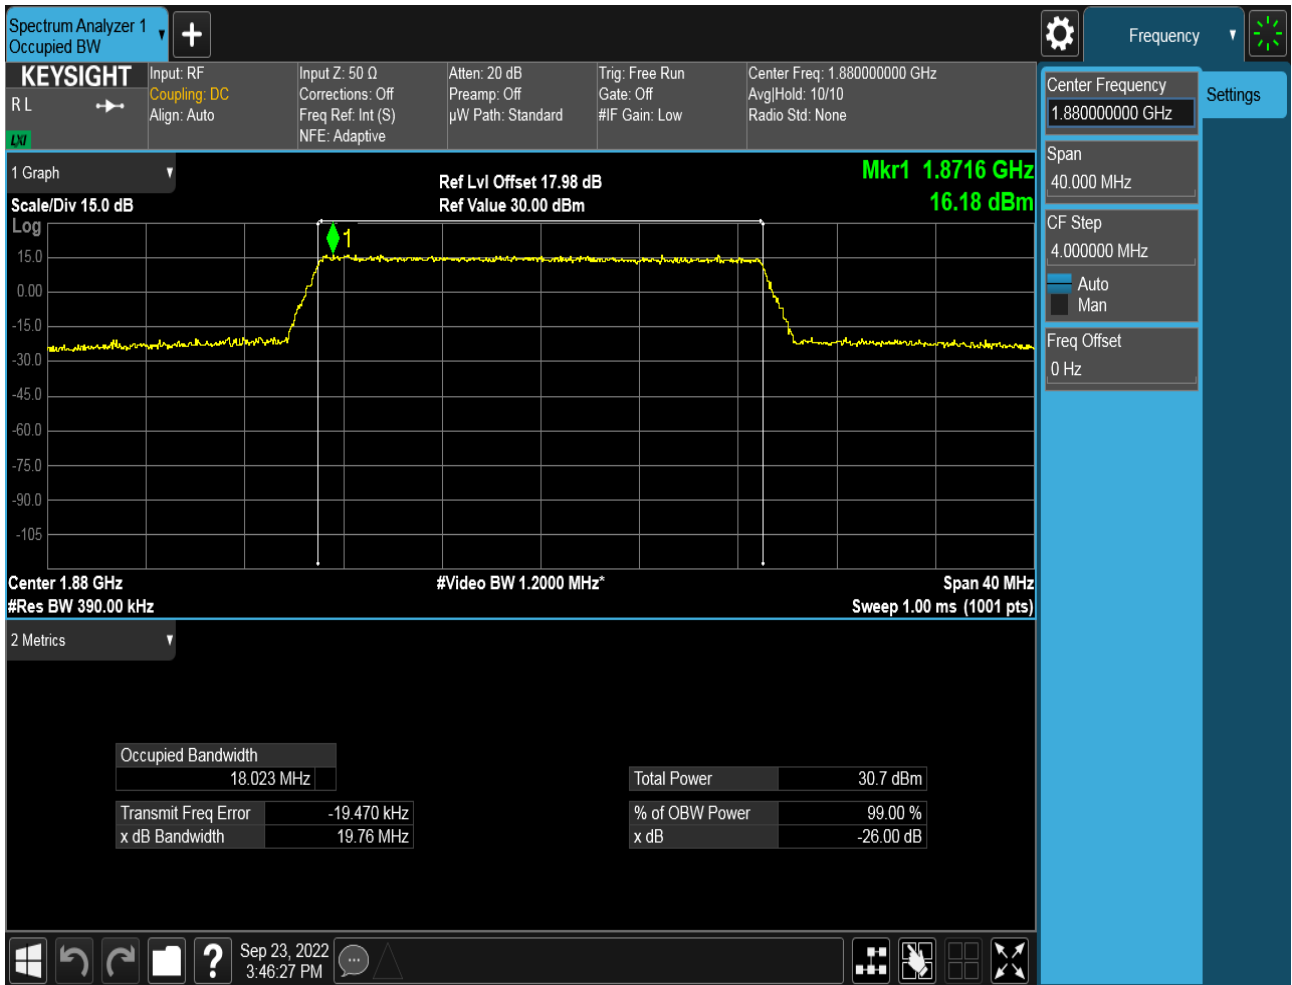 Spectrum Analyzer 1
Occupied BW
+
Frequency
KEYSIGHT
R L
LXI
Input: RF
Coupling: DC
Align: Auto
Input Z: 50 Ω
Corrections: Off
Freq Ref: Int (S)
NFE: Adaptive
Atten: 20 dB
Preamp: Off
µW Path: Standard
Trig: Free Run
Gate: Off
#IF Gain: Low
Center Freq: 1.880000000 GHz
Avg|Hold: 10/10
Radio Std: None
Center Frequency
1.880000000 GHz
Settings
Span
40.000 MHz
CF Step
4.000000 MHz
Auto
Man
Freq Offset
0 Hz
1 Graph
Scale/Div 15.0 dB
Ref Lvl Offset 17.98 dB
Ref Value 30.00 dBm
Mkr1 1.8716 GHz
16.18 dBm
Log
1
15.0
0.00
-15.0
-30.0
-45.0
-60.0
-75.0
-90.0
-105
Center 1.88 GHz
#Video BW 1.2000 MHz*
Span 40 MHz
#Res BW 390.00 kHz
Sweep 1.00 ms (1001 pts)
2 Metrics
Occupied Bandwidth
18.023 MHz
Total Power 30.7 dBm
Transmit Freq Error -19.470 kHz
% of OBW Power 99.00 %
x dB Bandwidth 19.76 MHz
x dB -26.00 dB
?
Sep 23, 2022
3:46:27 PM